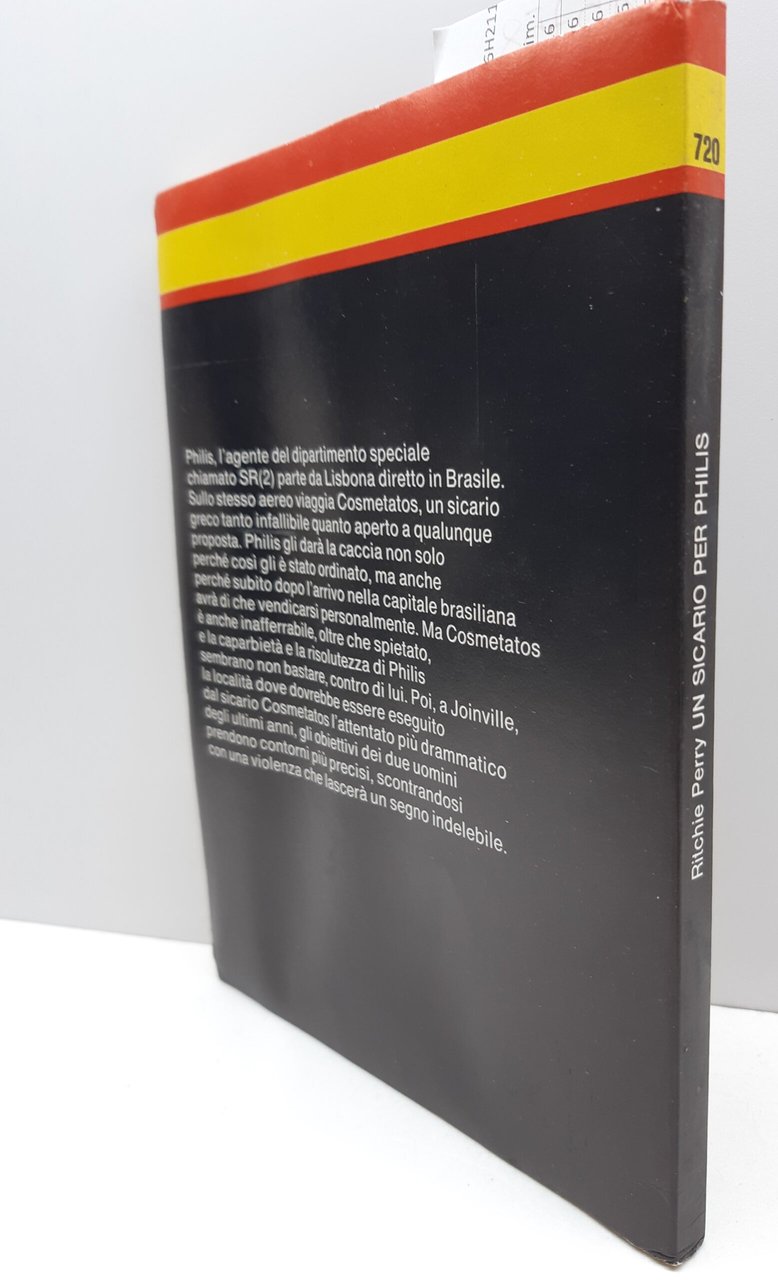 6H211
im.
6
6
6
9
720
Philis, l'agente del dipartimento speciale
chiamato SR(2) parte da Lisbona diretto in Brasile.
Sullo stesso aereo viaggia Cosmetatos, un sicario
greco tanto infallibile quanto aperto a qualunque
proposta. Philis gli darà la caccia non solo
perché così gli è stato ordinato, ma anche
perché subito dopo l'arrivo nella capitale brasiliana
avrà di che vendicarsi personalmente. Ma Cosmetatos
è anche inafferrabile, oltre che spietato,
e la caparbietà e la risolutezza di Philis
sembrano non bastare, contro di lui. Poi, a Joinville,
la località dove dovrebbe essere eseguito
dal sicario Cosmetatos l'attentato più drammatico
degli ultimi anni, gli obiettivi dei due uomini
prendono contorni più precisi, scontrandosi
con una violenza che lascerà un segno indelebile.
Ritchie Perry UN SICARIO PER PHILIS